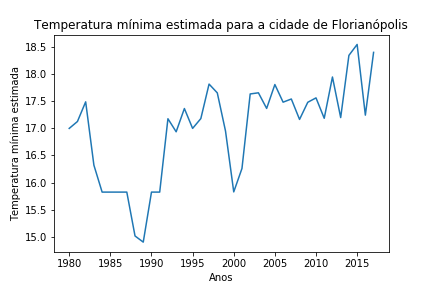 Temperatura mínima estimada para a cidade de Florianópolis
Temperatura mínima estimada
18.5
18.0
17.5
17.0
16.5
16.0
15.5
15.0
1980 1985 1990 1995 2000 2005 2010 2015
Anos